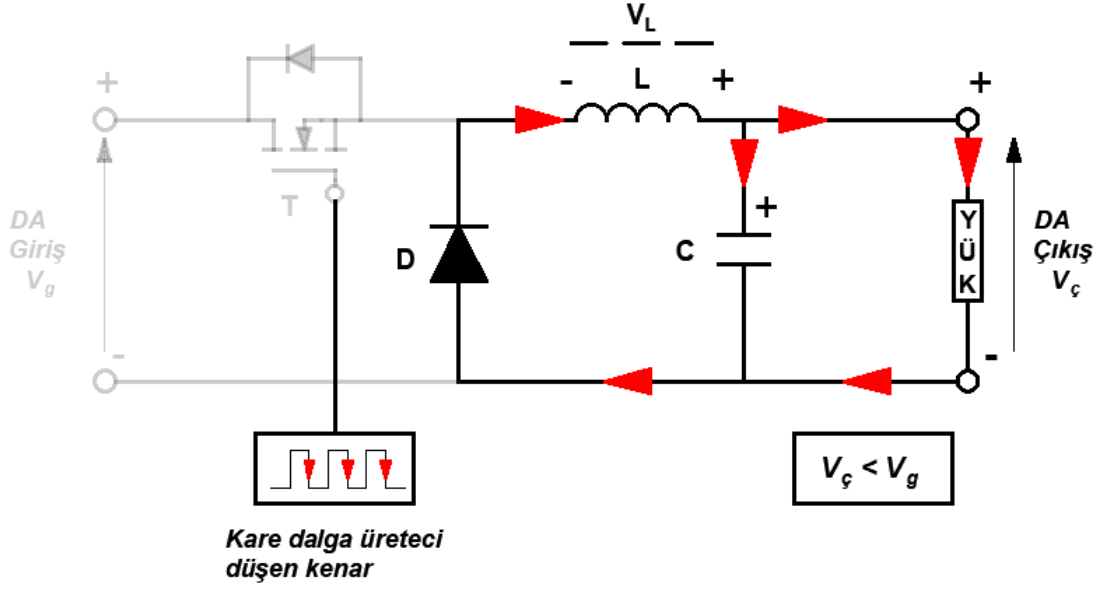 V_L
- L +
+
+
DA
Giriş
V_g
T
D
C
+
Y
Ü
K
DA
Çıkış
V_ç
-
-
V_ç < V_g
Kare dalga üreteci
düşen kenar